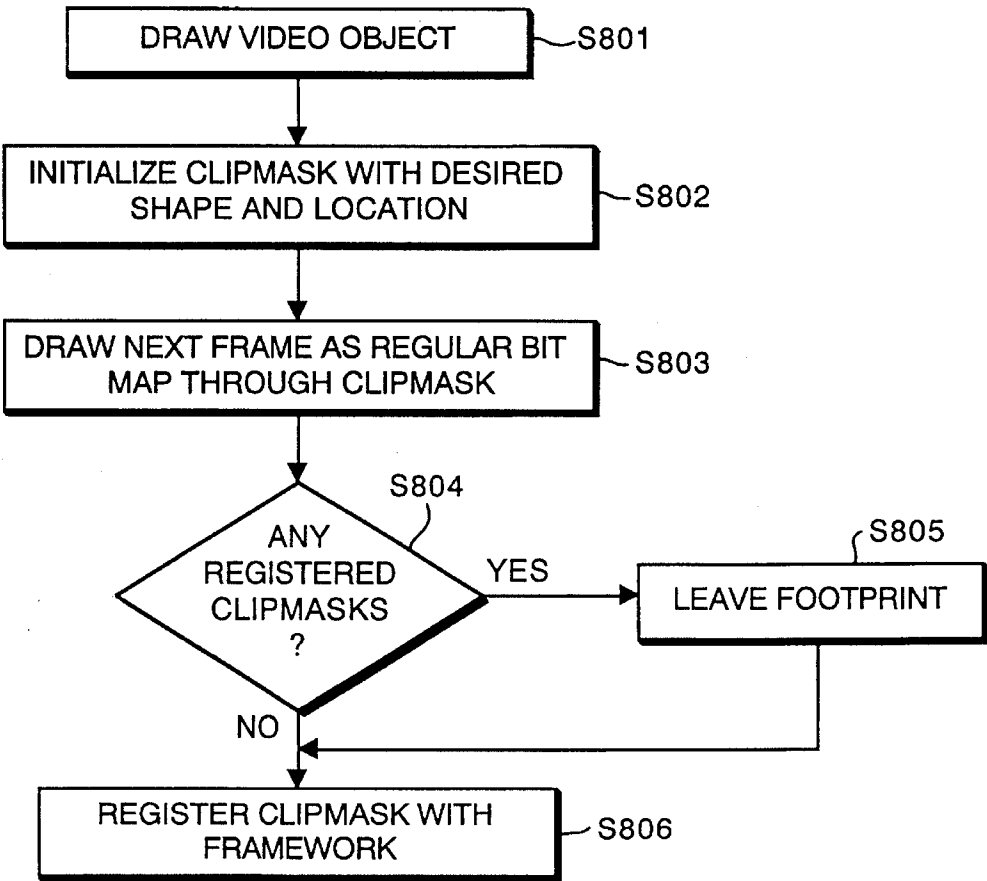 DRAW VIDEO OBJECT
S801
INITIALIZE CLIPMASK WITH DESIRED
SHAPE AND LOCATION
S802
DRAW NEXT FRAME AS REGULAR BIT
MAP THROUGH CLIPMASK
S803
S804
ANY
REGISTERED
CLIPMASKS
?
YES
S805
LEAVE FOOTPRINT
NO
REGISTER CLIPMASK WITH
FRAMEWORK
S806